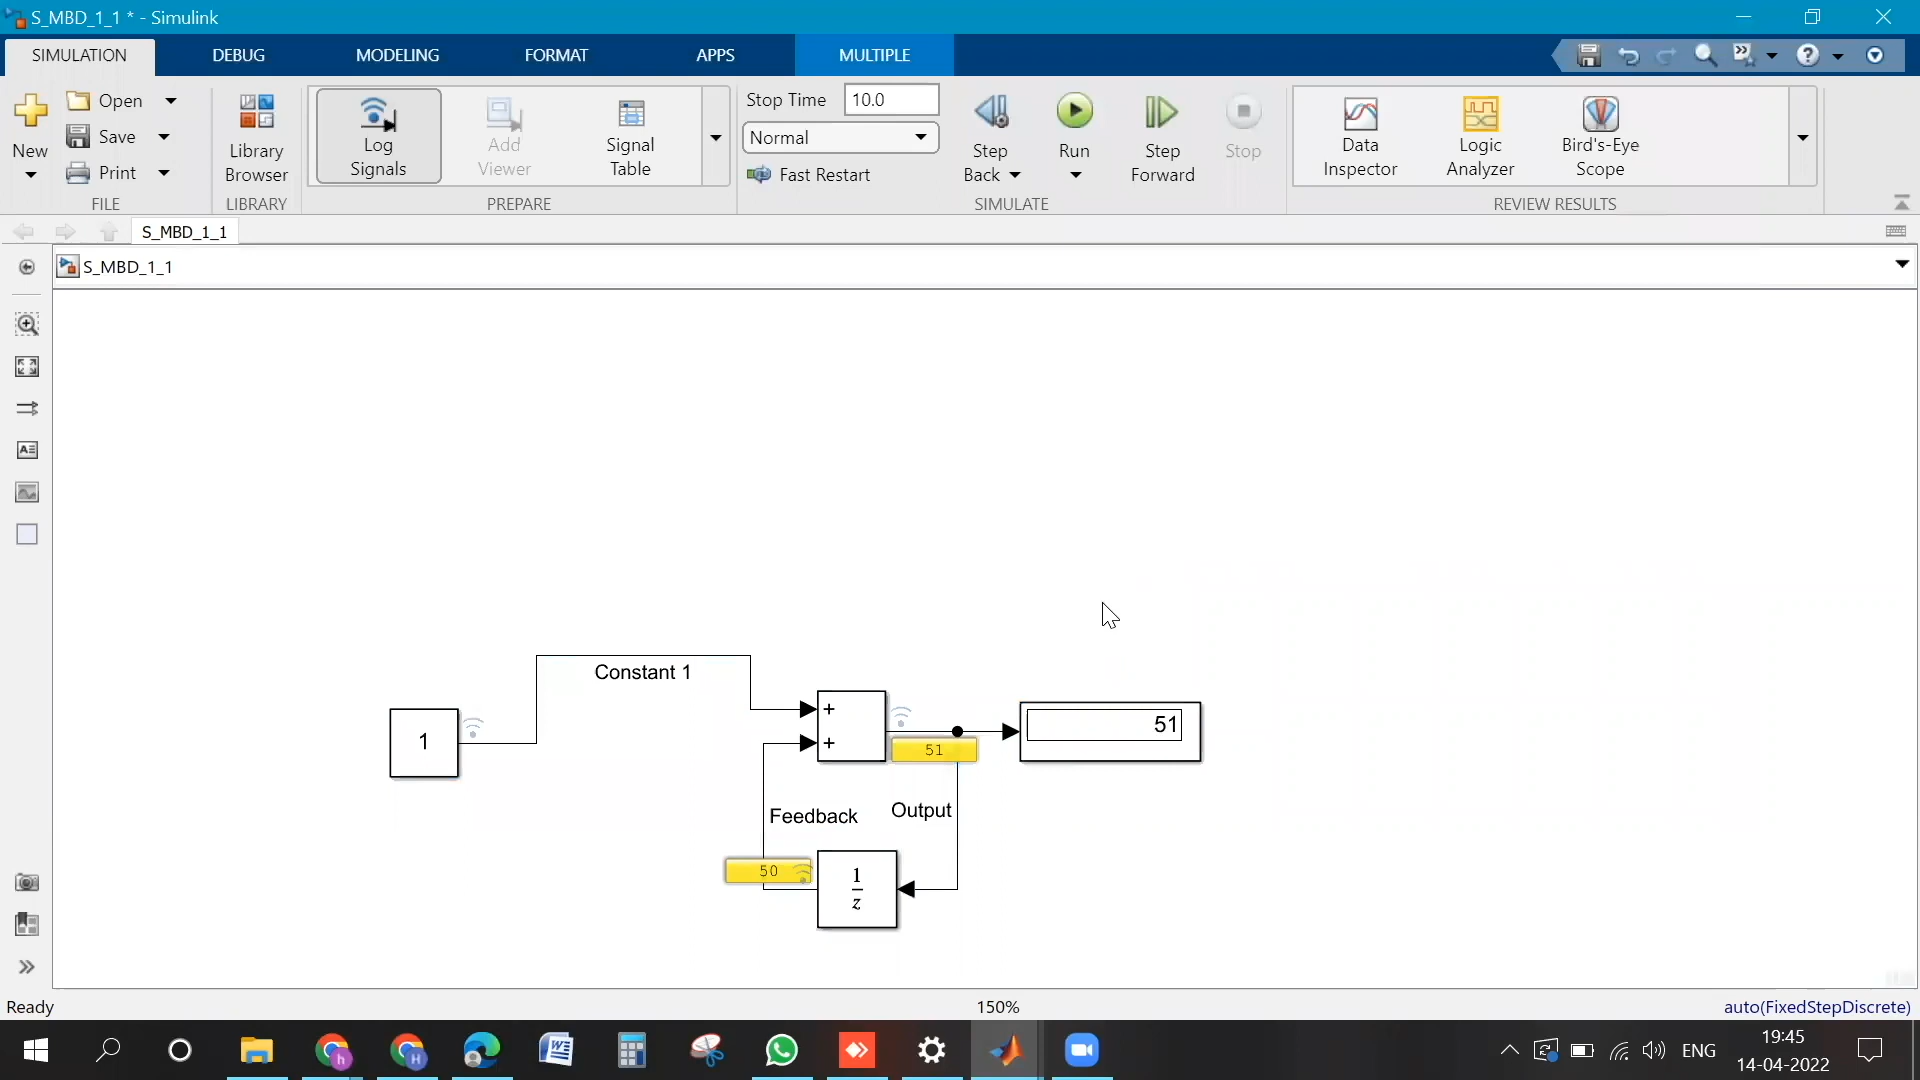 S_MBD_1_1 * - Simulink
SIMULATION
DEBUG
MODELING
FORMAT
APPS
MULTIPLE
New
Open
Save
Print
FILE
Library
Browser
LIBRARY
Log
Signals
Add
Viewer
Signal
Table
PREPARE
Stop Time
10.0
Normal
Fast Restart
Step
Back
Run
Step
Forward
Stop
SIMULATE
Data
Inspector
Logic
Analyzer
Bird's-Eye
Scope
REVIEW RESULTS
S_MBD_1_1
S_MBD_1_1
Constant 1
1
+
+
51
51
Feedback
Output
50
1
z
Ready
150%
auto(FixedStepDiscrete)
ENG
19:45
14-04-2022